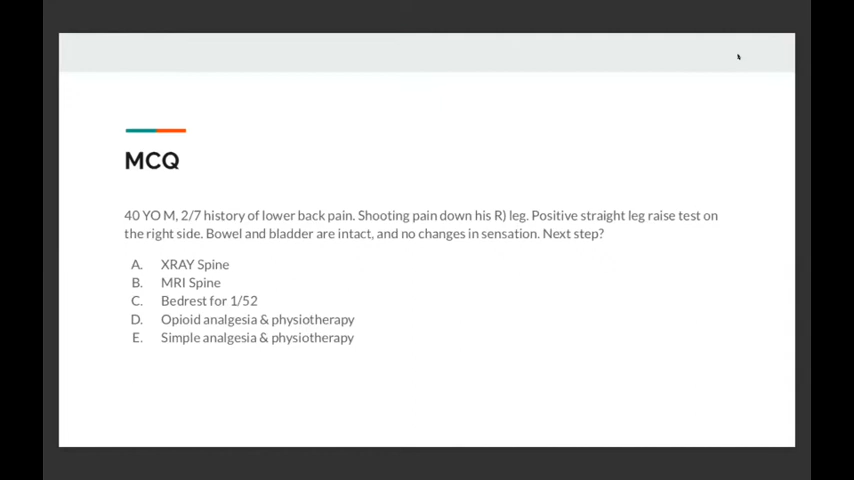 MCQ
40 YO M, 2/7 history of lower back pain. Shooting pain down his R) leg. Positive straight leg raise test on
the right side. Bowel and bladder are intact, and no changes in sensation. Next step?
A. XRAY Spine
B. MRI Spine
C. Bedrest for 1/52
D. Opioid analgesia & physiotherapy
E. Simple analgesia & physiotherapy